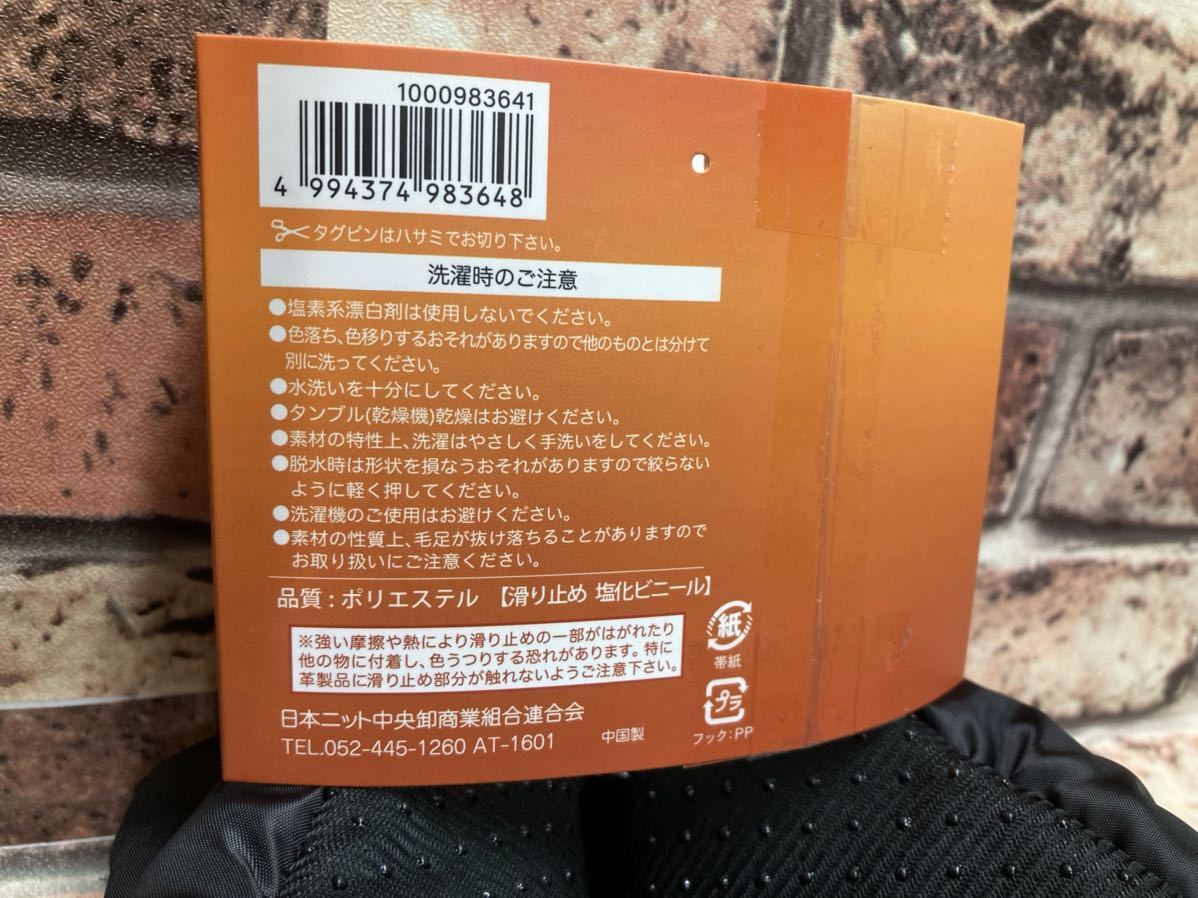 1000983641
4 994374 983648
タグピンはハサミでお切り下さい。
洗濯時のご注意
●塩素系漂白剤は使用しないでください。
●色落ち、色移りするおそれがありますので他のものとは分けて
別に洗ってください。
●水洗いを十分にしてください。
●タンブル(乾燥機)乾燥はお避けください。
●素材の特性上、洗濯はやさしく手洗いをしてください。
●脱水時は形状を損なうおそれがありますので絞らない
ように軽く押してください。
●洗濯機のご使用はお避けください。
●素材の性質上、毛足が抜け落ちることがありますので
お取り扱いにご注意ください。
品質:ポリエステル 【滑り止め 塩化ビニール】
※強い摩擦や熱により滑り止めの一部がはがれたり
他の物に付着し、色うつりする恐れがあります。特に
革製品に滑り止め部分が触れないようご注意下さい。
紙
帯紙
プラ
フック:PP
日本ニット中央卸商業組合連合会
TEL.052-445-1260 AT-1601
中国製